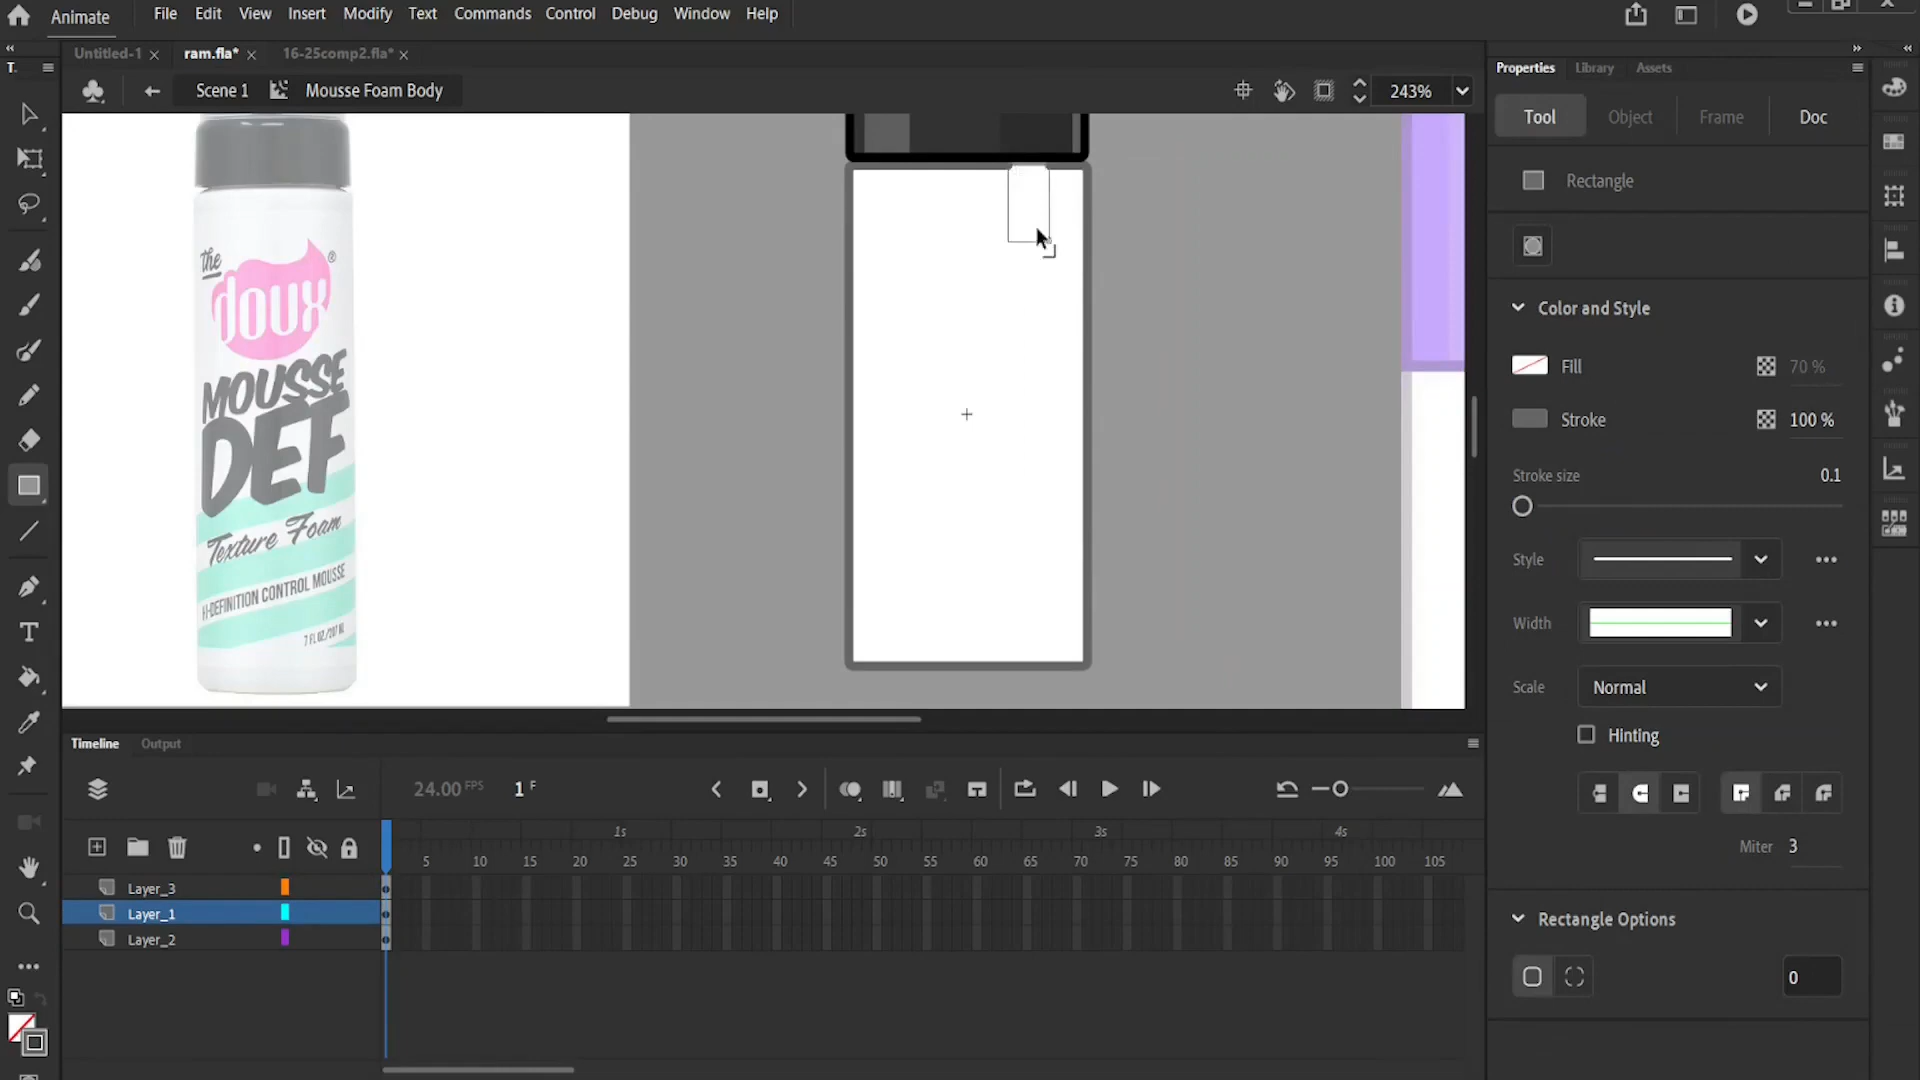 Animate File Edit View Insert Modify Text Commands Control Debug Window Help
Untitled-1 ram.fla* 16-25comp2.fla*
T.
Scene 1 Mousse Foam Body 243%
Properties Library Assets
Tool Object Frame Doc
Rectangle
Color and Style
Fill 70 %
Stroke 100 %
Stroke size 0.1
Style
Width
Scale Normal
Hinting
Miter 3
Rectangle Options
0
the
doux®
MOUSSE
DEF
Texture Foam
HI-DEFINITION CONTROL MOUSSE
7 FL OZ/207 ML
T
Timeline Output
24.00 FPS 1 F
1s 2s 3s 4s
5 10 15 20 25 30 35 40 45 50 55 60 65 70 75 80 85 90 95 100 105
Layer_3
Layer_1
Layer_2